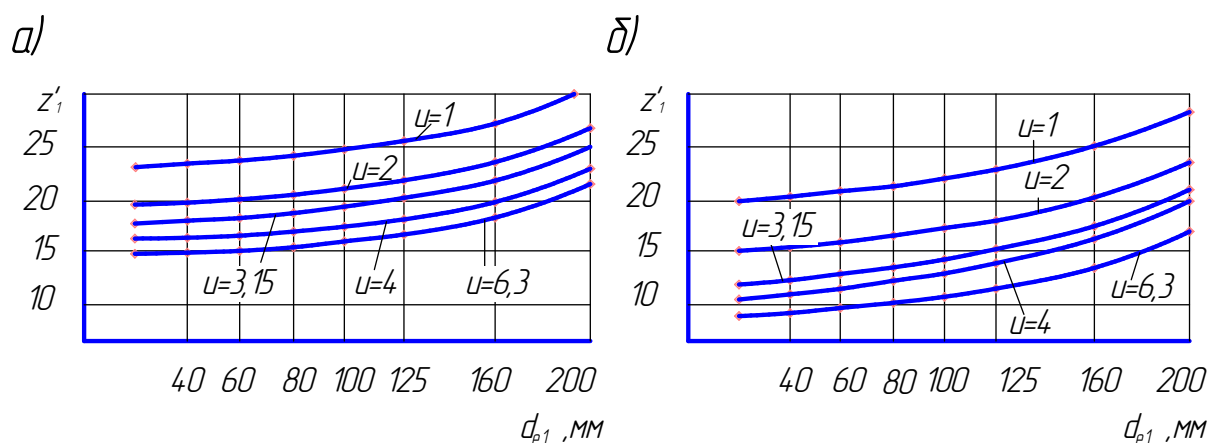 а) б)
z'₁ z'₁
u=1 u=1
25 25
u=2 u=2
20 20
u=3,15
15 15
u=3,15 u=4 u=6,3 u=6,3
10 10
u=4
40 60 80 100 125 160 200 40 60 80 100 125 160 200
dₑ₁ ,мм dₑ₁ ,мм